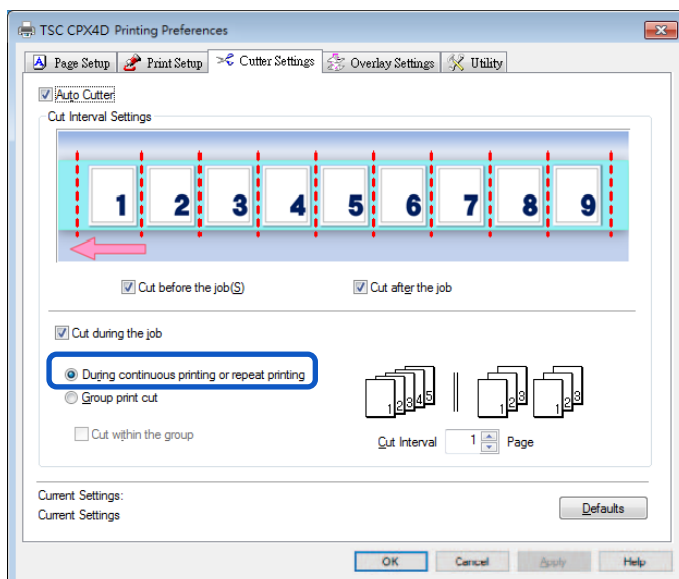 TSC CPX4D Printing Preferences
Page Setup Print Setup Cutter Settings Overlay Settings Utility
Auto Cutter
Cut Interval Settings
1 2 3 4 5 6 7 8 9
Cut before the job(S) Cut after the job
Cut during the job
During continuous printing or repeat printing
Group print cut
1 2 3 4 5 1 2 3 1 2 3
Cut within the group
Cut Interval 1 Page
Current Settings:
Current Settings
Defaults
OK Cancel Apply Help